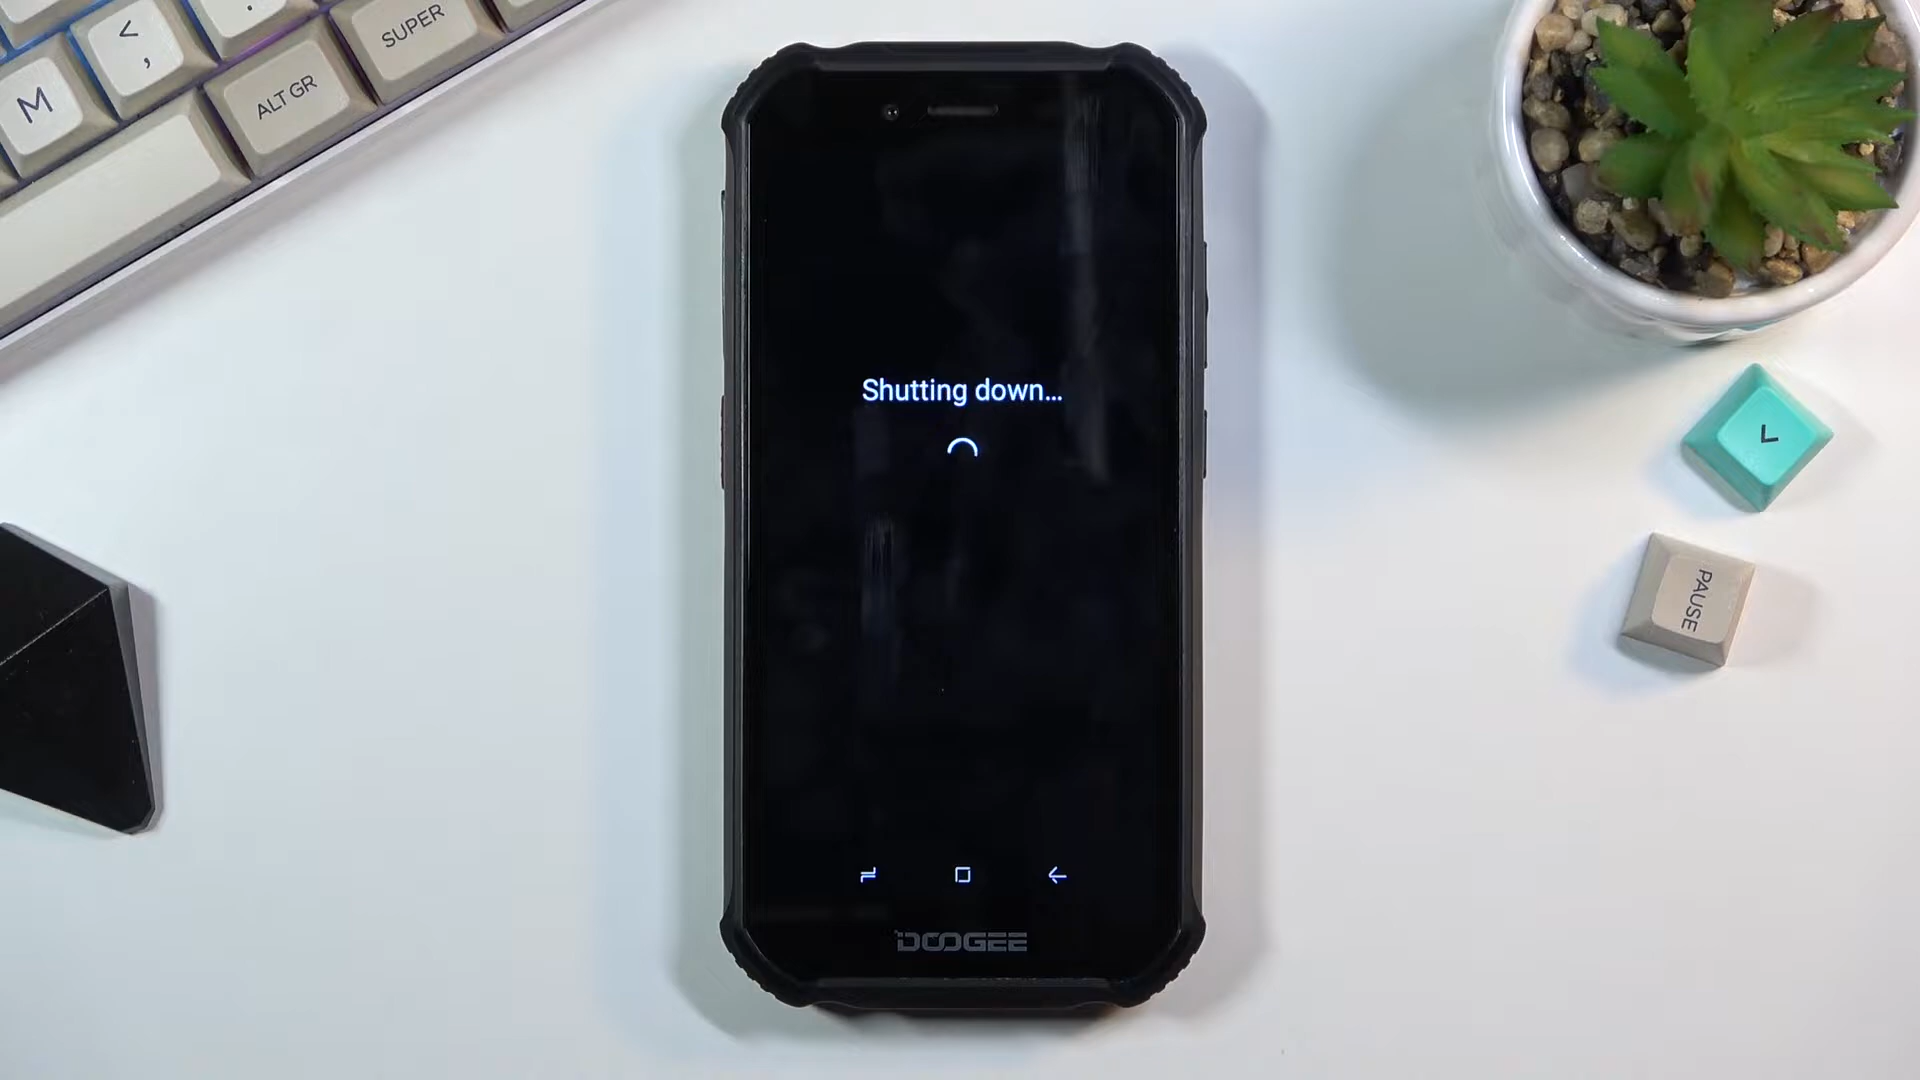 <
,
M
ALT GR
SUPER
Shutting down...
DOOGEE
PAUSE